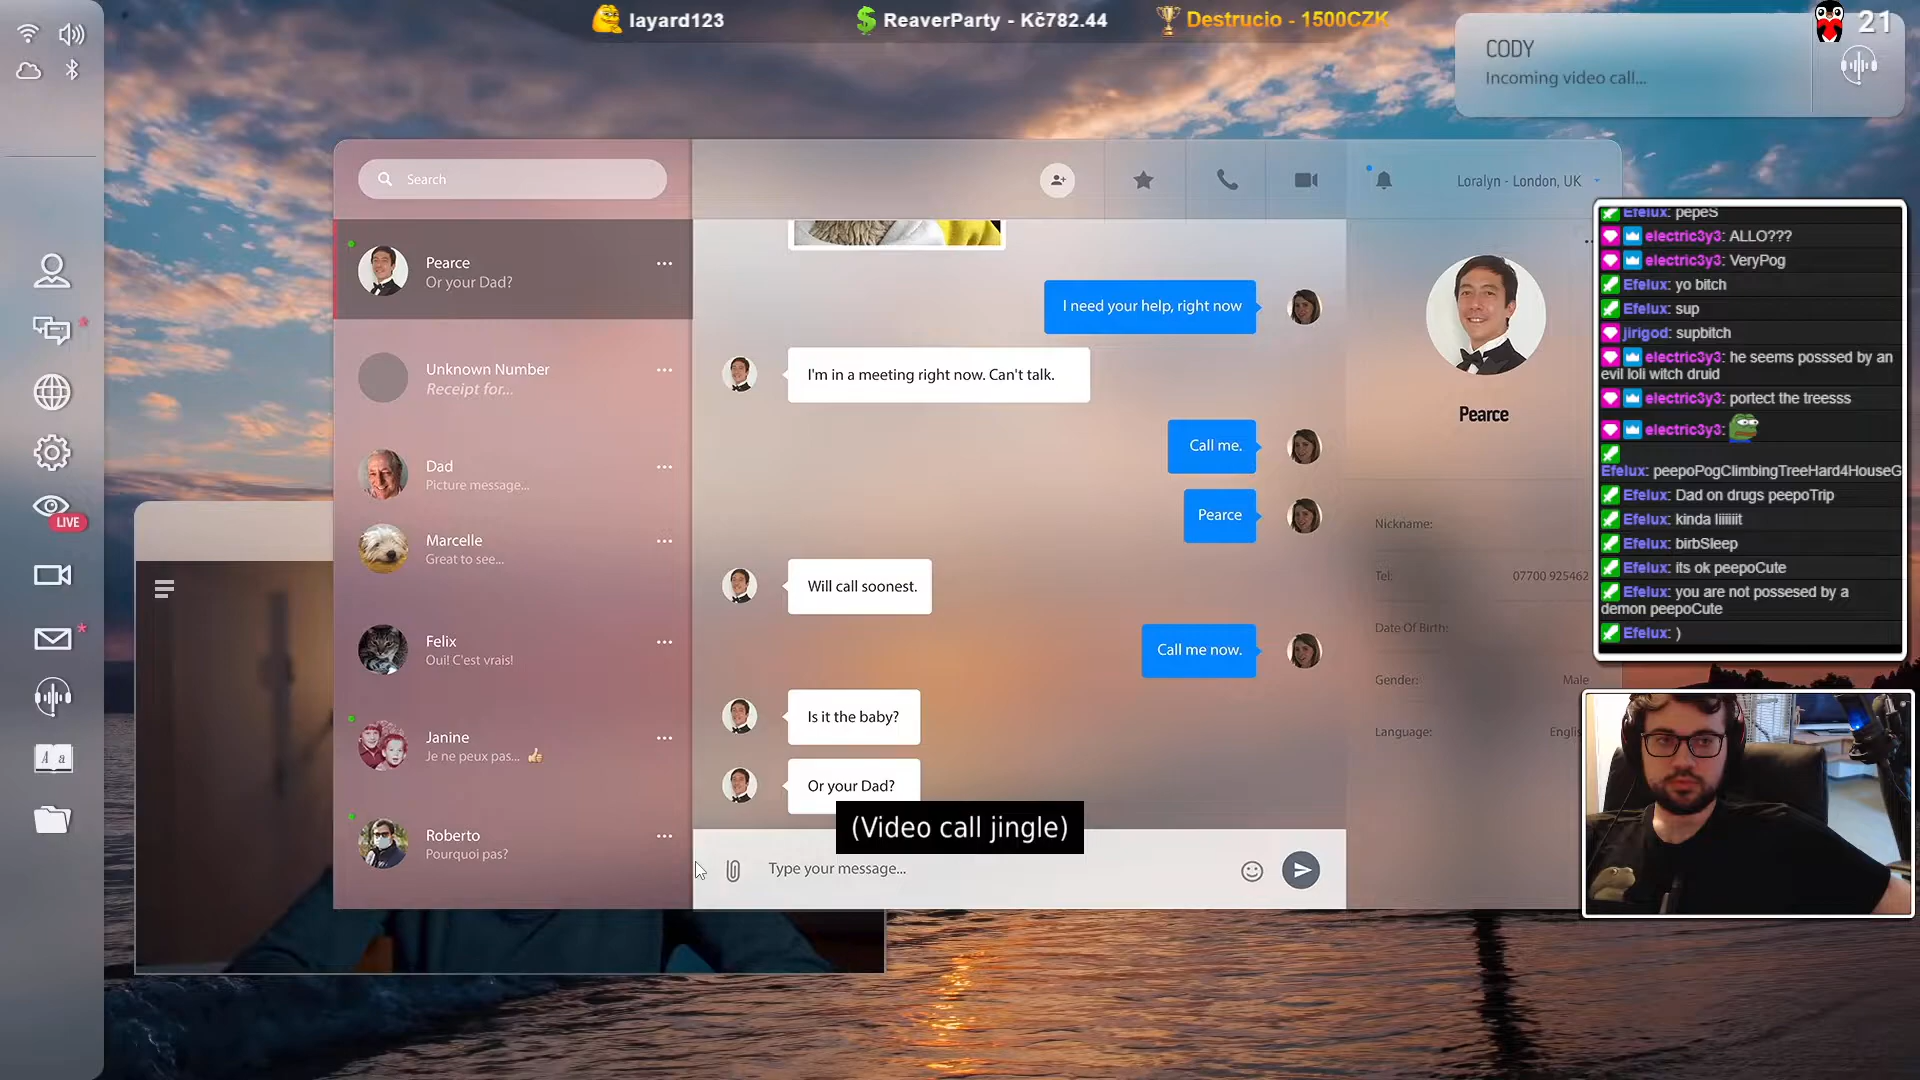 layard123
ReaverParty - Kč782.44
Destrucio - 1500CZK
21
CODY
Incoming video call...
Search
Loralyn - London, UK
Pearce
Or your Dad?
Unknown Number
Receipt for...
Dad
Picture message...
Marcelle
Great to see...
Felix
Oui! C'est vrai!
Janine
Je ne peux pas...
Roberto
Pourquoi pas?
LIVE
A a
I need your help, right now
I'm in a meeting right now. Can't talk.
Call me.
Pearce
Will call soonest.
Call me now.
Is it the baby?
Or your Dad?
(Video call jingle)
Type your message...
Pearce
Nickname:
Tel: 07700 925462
Date Of Birth:
Gender: Male
Language:
Efelux: pepeS
electric3y3: ALLO???
electric3y3: VeryPog
Efelux: yo bitch
Efelux: sup
jirigod: supbitch
electric3y3: he seems posssed by an
evil loli witch druid
electric3y3: portect the treesss
electric3y3:
Efelux: peepoPogClimbingTreeHard4HouseG
Efelux: Dad on drugs peepoTrip
Efelux: kinda liiiiiit
Efelux: birbSleep
Efelux: its ok peepoCute
Efelux: you are not possesed by a
demon peepoCute
Efelux: )